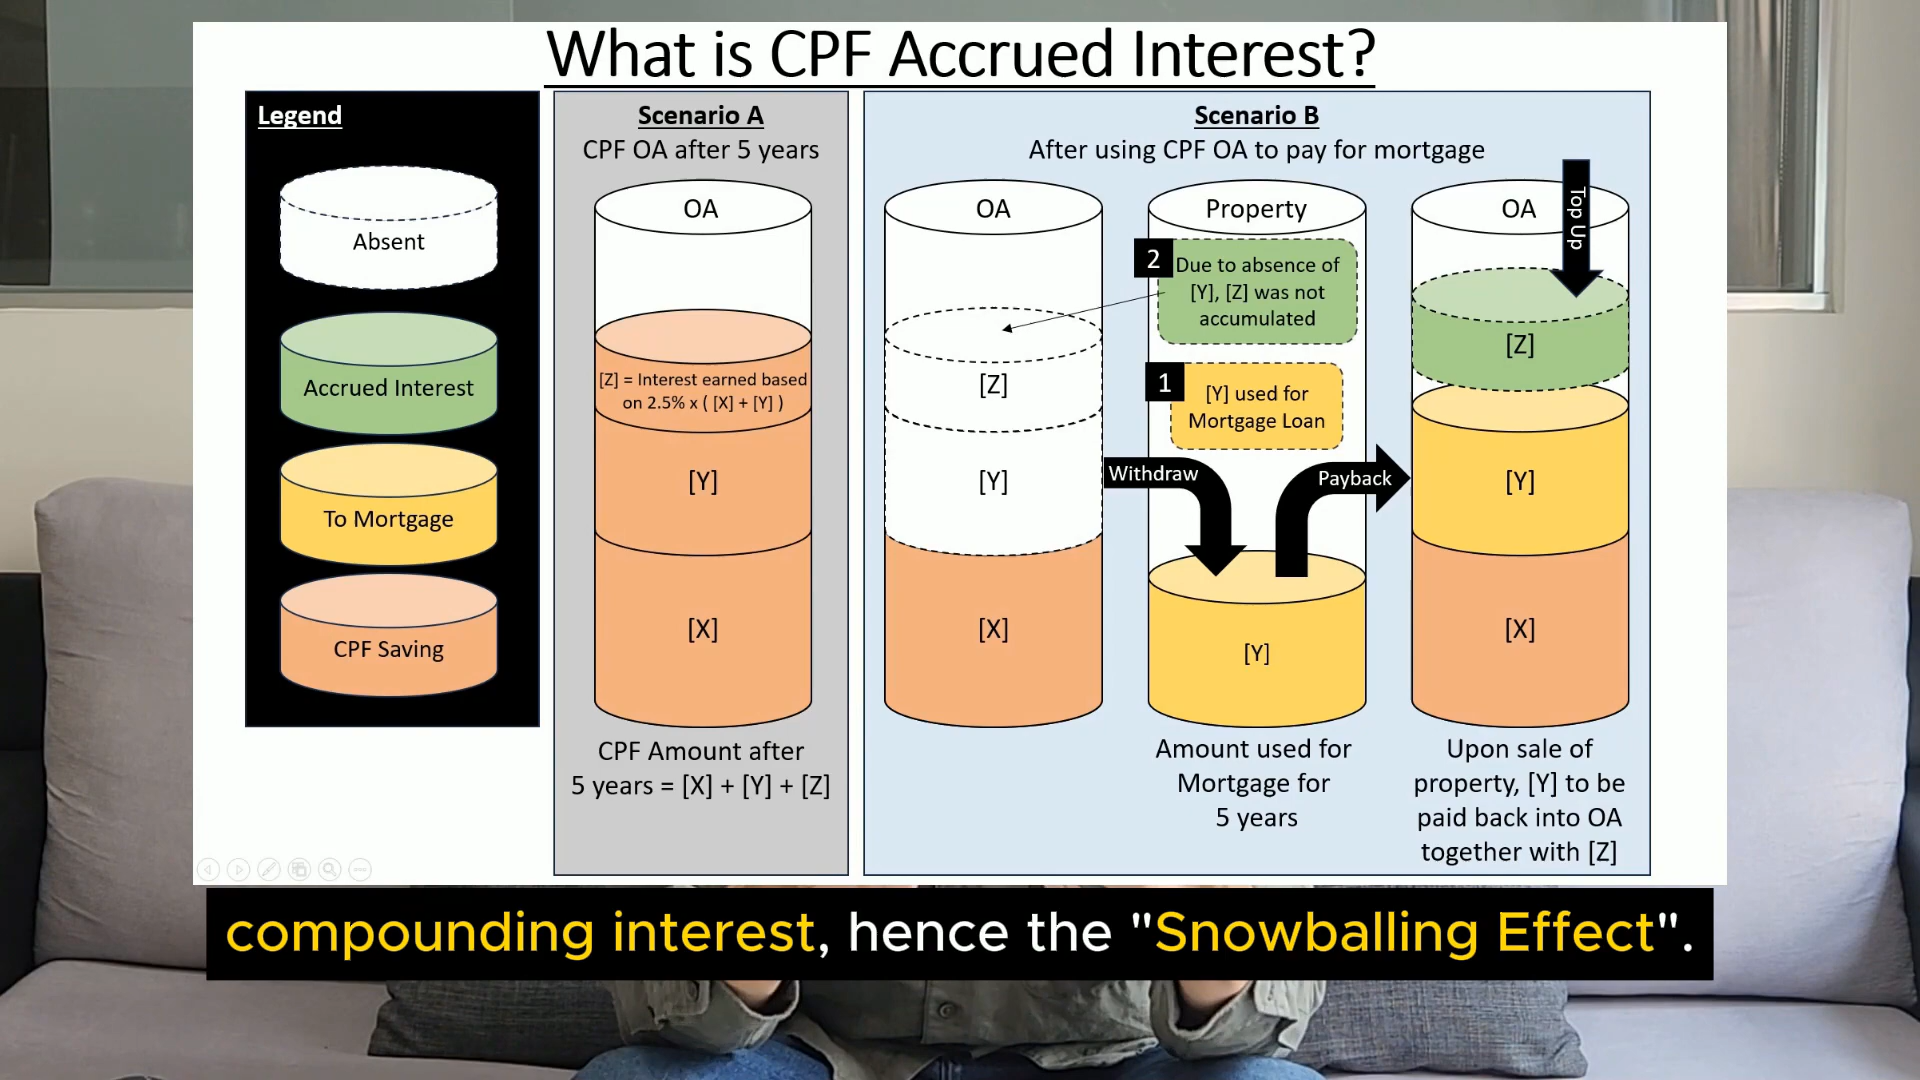 What is CPF Accrued Interest?
Legend
Absent
Accrued Interest
To Mortgage
CPF Saving
Scenario A
CPF OA after 5 years
OA
[Z] = Interest earned based
on 2.5% x ( [X] + [Y] )
[Y]
[X]
CPF Amount after
5 years = [X] + [Y] + [Z]
Scenario B
After using CPF OA to pay for mortgage
OA
[Z]
[Y]
[X]
Withdraw
Property
2
Due to absence of
[Y], [Z] was not
accumulated
1
[Y] used for
Mortgage Loan
Payback
[Y]
Amount used for
Mortgage for
5 years
OA
Top Up
[Z]
[Y]
[X]
Upon sale of
property, [Y] to be
paid back into OA
together with [Z]
compounding interest, hence the "Snowballing Effect".